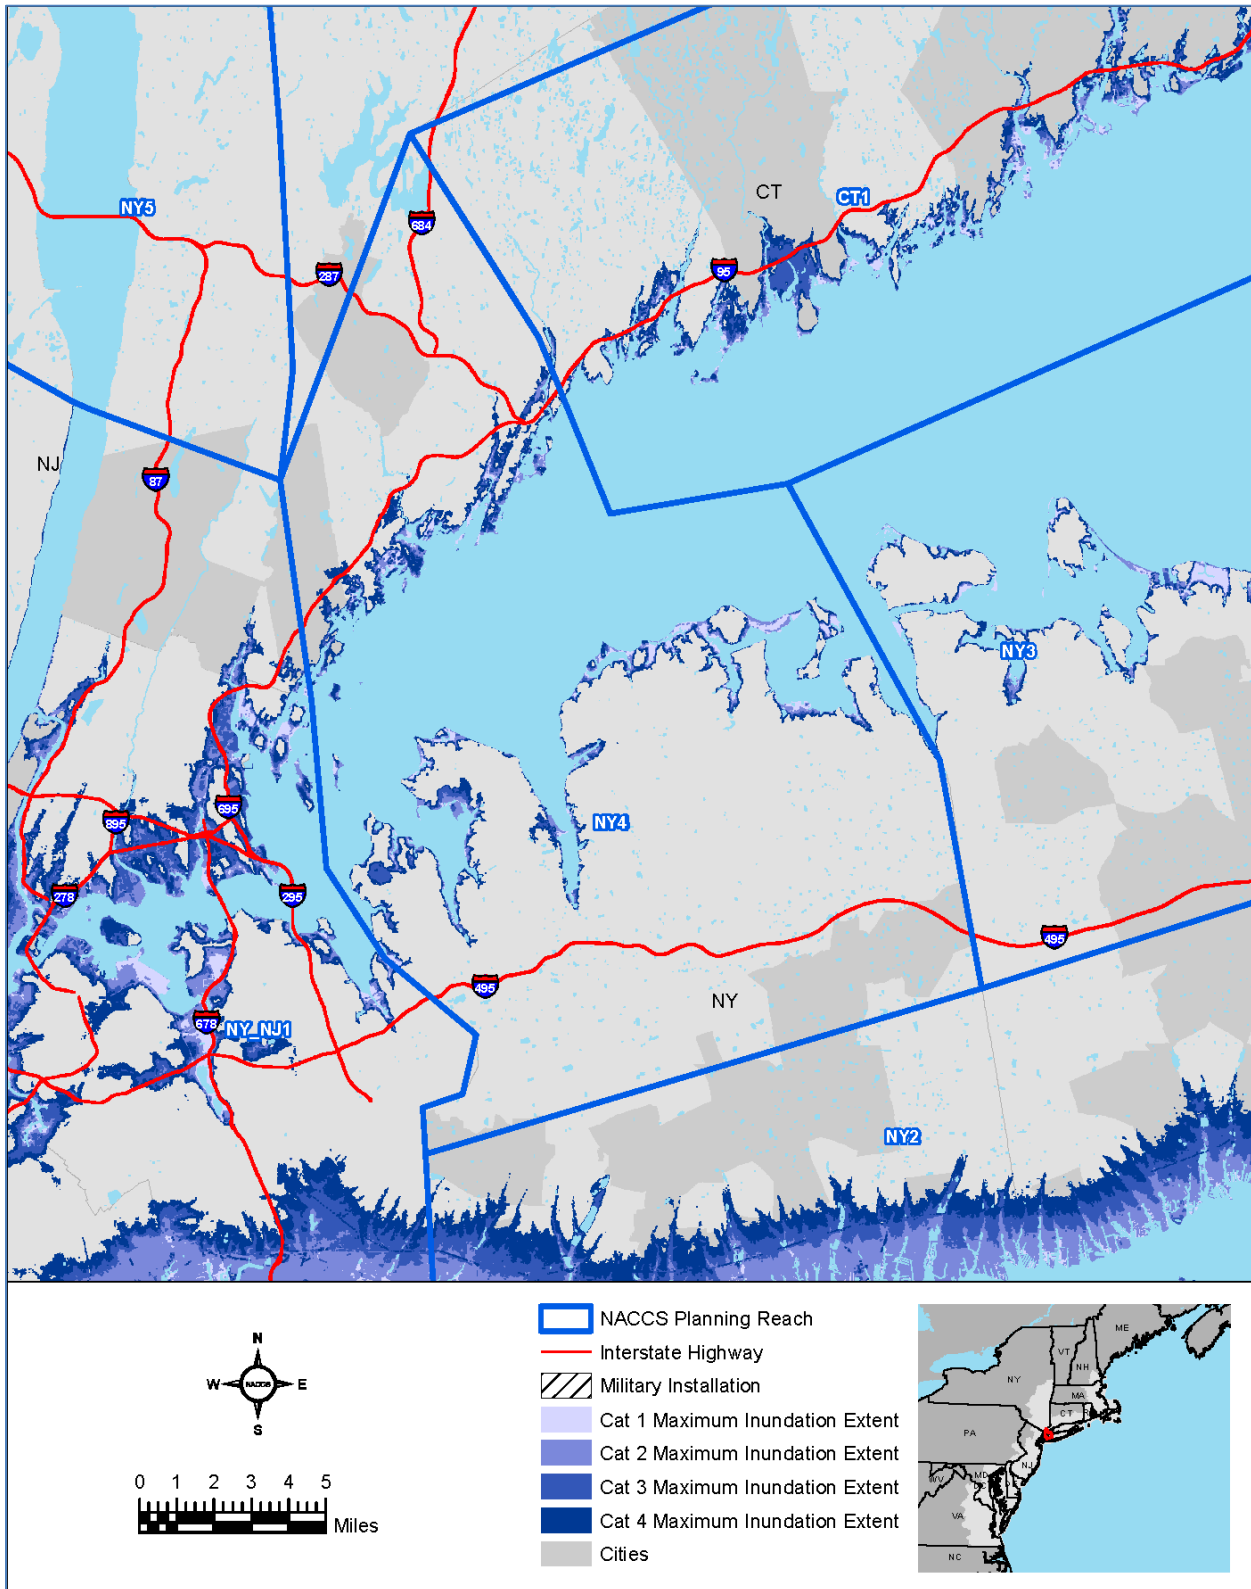 CT
CT1
NY5
684
287
95
NJ
87
NY3
NY4
695
895
278
295
495
495
NY
678
NY_NJ1
NY2
N
W
NACCS
E
S
0 1 2 3 4 5
Miles
NACCS Planning Reach
Interstate Highway
Military Installation
Cat 1 Maximum Inundation Extent
Cat 2 Maximum Inundation Extent
Cat 3 Maximum Inundation Extent
Cat 4 Maximum Inundation Extent
Cities
ME
VT
NH
NY
MA
CT
PA
NJ
MD
WV
VA
NC